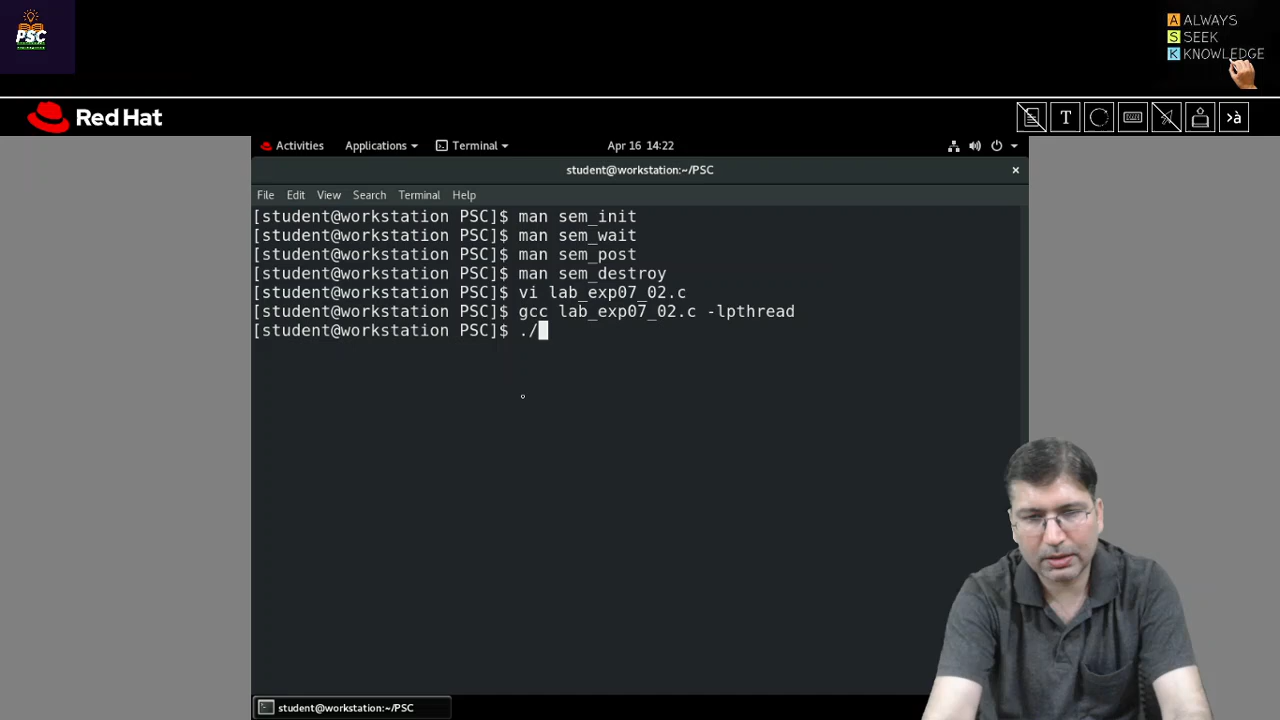 PSC
A ALWAYS
S SEEK
K KNOWLEDGE
Red Hat
T
>à
Activities Applications Terminal Apr 16 14:22
student@workstation:~/PSC ×
File Edit View Search Terminal Help
[student@workstation PSC]$ man sem_init
[student@workstation PSC]$ man sem_wait
[student@workstation PSC]$ man sem_post
[student@workstation PSC]$ man sem_destroy
[student@workstation PSC]$ vi lab_exp07_02.c
[student@workstation PSC]$ gcc lab_exp07_02.c -lpthread
[student@workstation PSC]$ ./
student@workstation:~/PSC